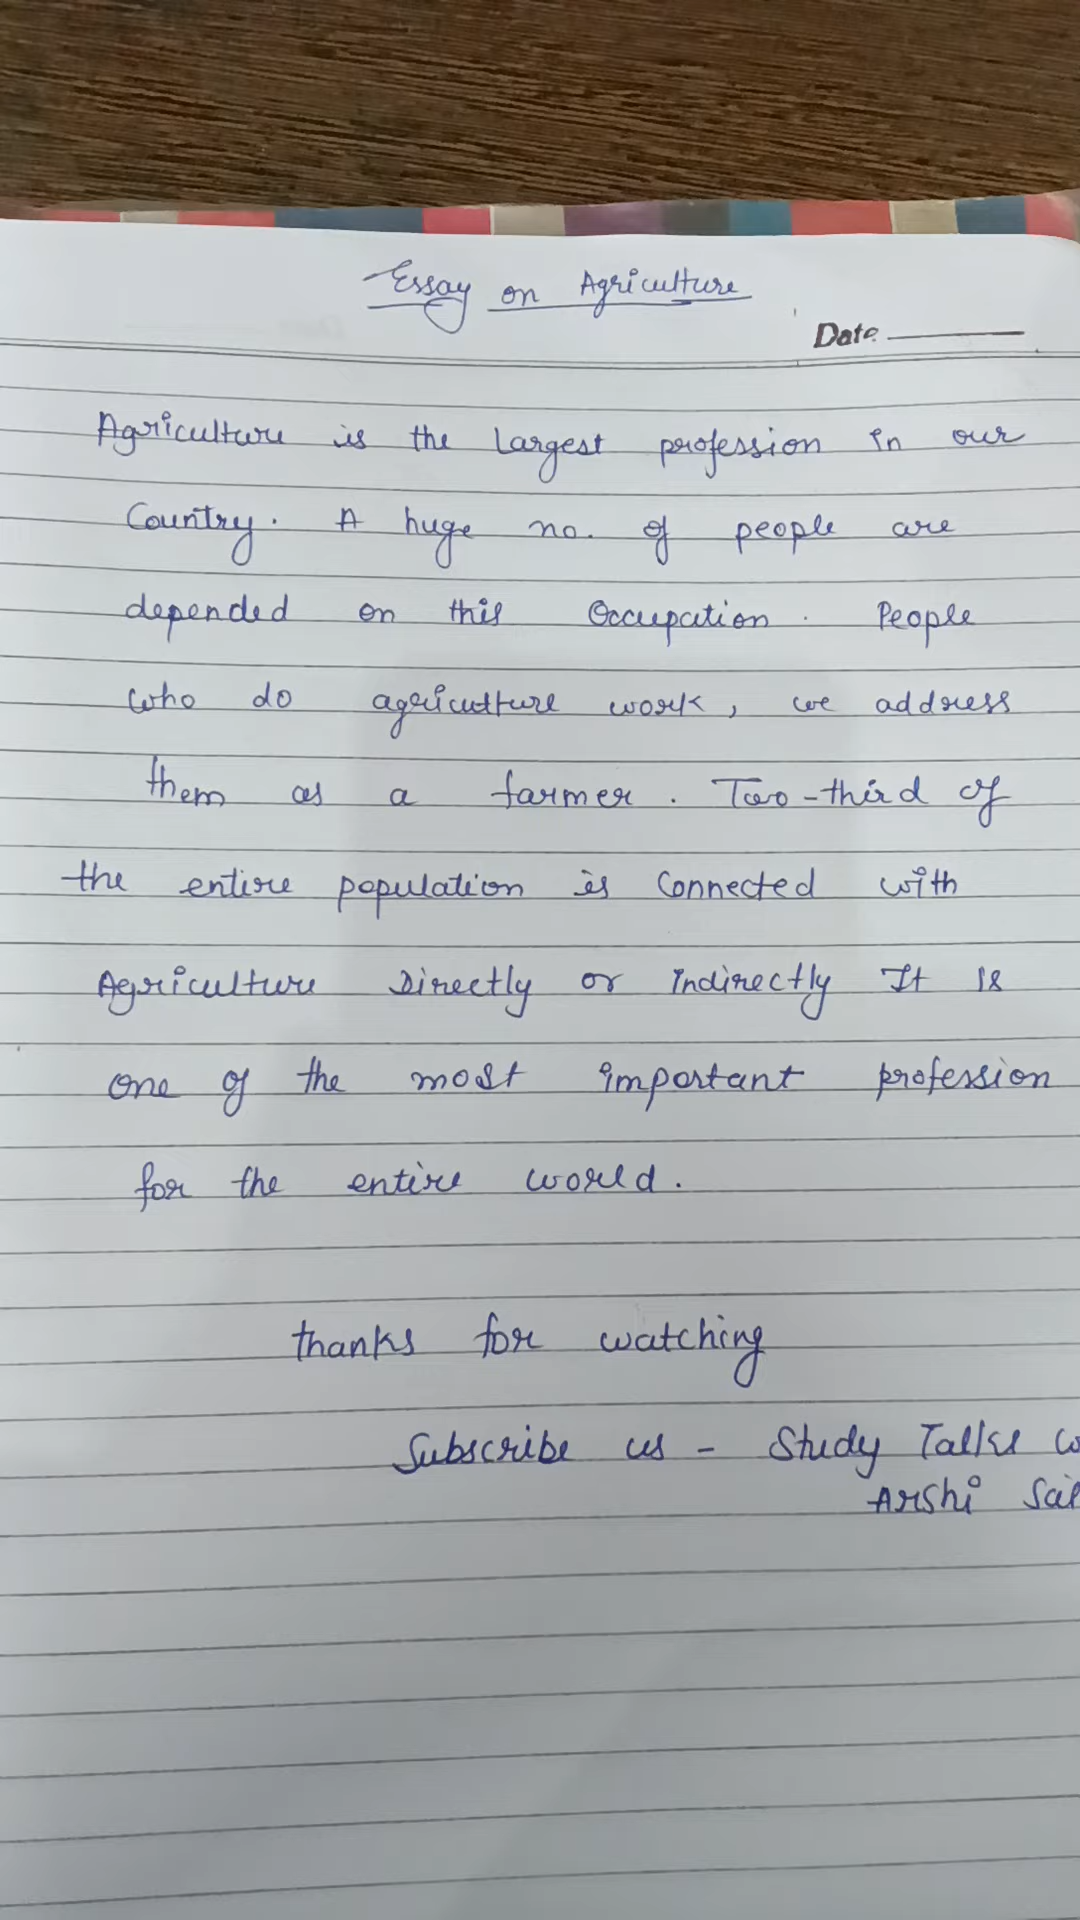 Essay on Agriculture
Date
Agriculture is the Largest profession in our
Country. A huge no. of people are
depended on this Occupation. People
who do agriculture work, we address
them as a farmer. Two-third of
the entire population is Connected with
Agriculture Directly or Indirectly It is
one of the most important profession
for the entire world.
thanks for watching
Subscribe us - Study Talks
Arshi